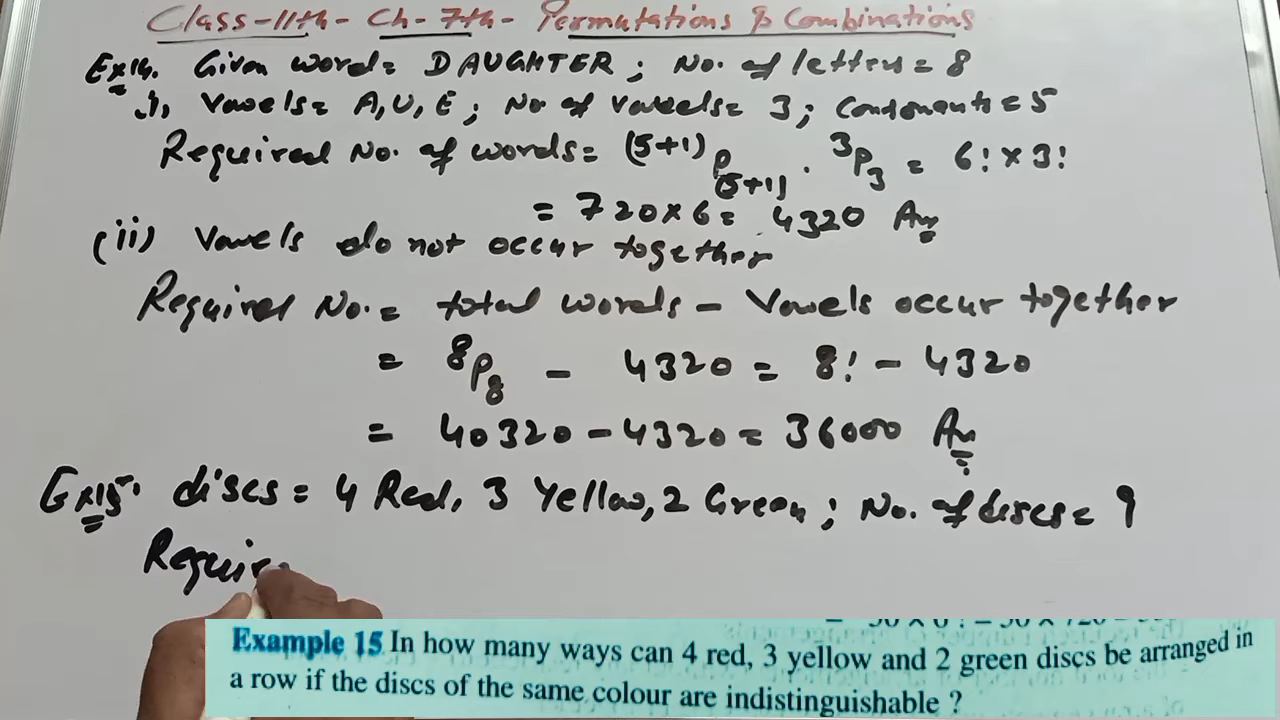 Class-11th- Ch-7th- Permutations & Combinations
Ex14. Given word= DAUGHTER ; No. of letters = 8
(i) Vowels= A, U, E ; No of vowels= 3 ; Consonants = 5
Required No. of words= (5+1)P(5+1) . 3P3 = 6! × 3!
= 720×6= 4320 Ans
(ii) Vowels do not occur together
Required No.= total words - Vowels occur together
= 8P8 - 4320 = 8! - 4320
= 40320-4320= 36000 Ans
Ex15. discs= 4 Red, 3 Yellow, 2 Green ; No. of discs= 9
Requir
Example 15 In how many ways can 4 red, 3 yellow and 2 green discs be arranged in
a row if the discs of the same colour are indistinguishable ?